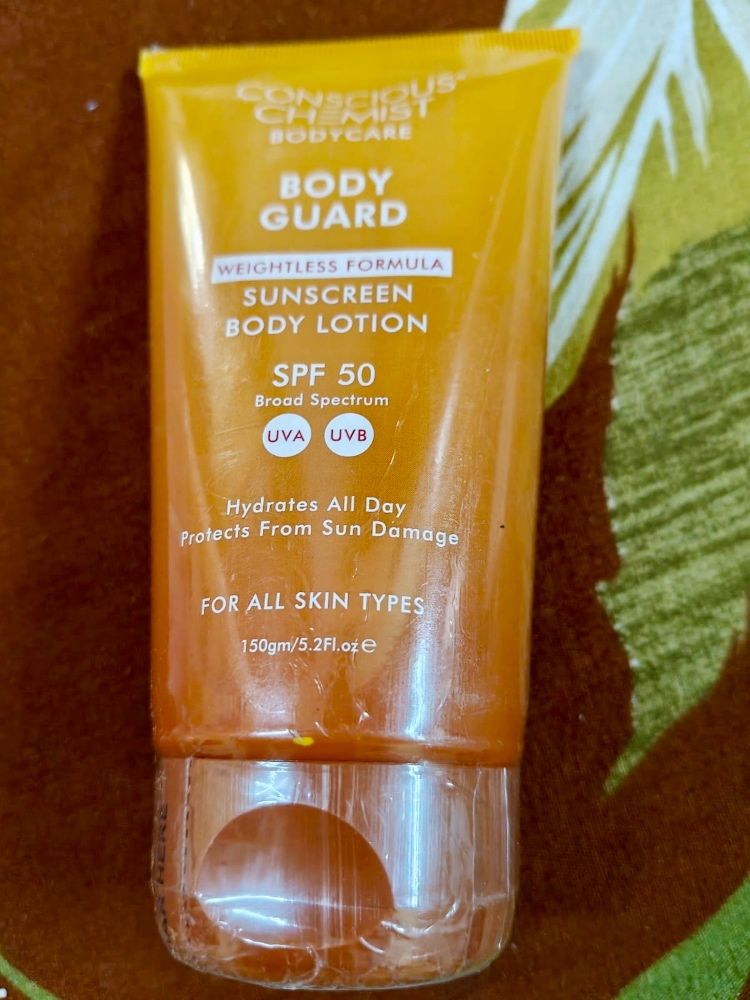 CONSCIOUS
CHEMIST
BODYCARE
BODY
GUARD
WEIGHTLESS FORMULA
SUNSCREEN
BODY LOTION
SPF 50
Broad Spectrum
UVA UVB
Hydrates All Day
Protects From Sun Damage
FOR ALL SKIN TYPES
150gm/5.2Fl.oz℮
HERE